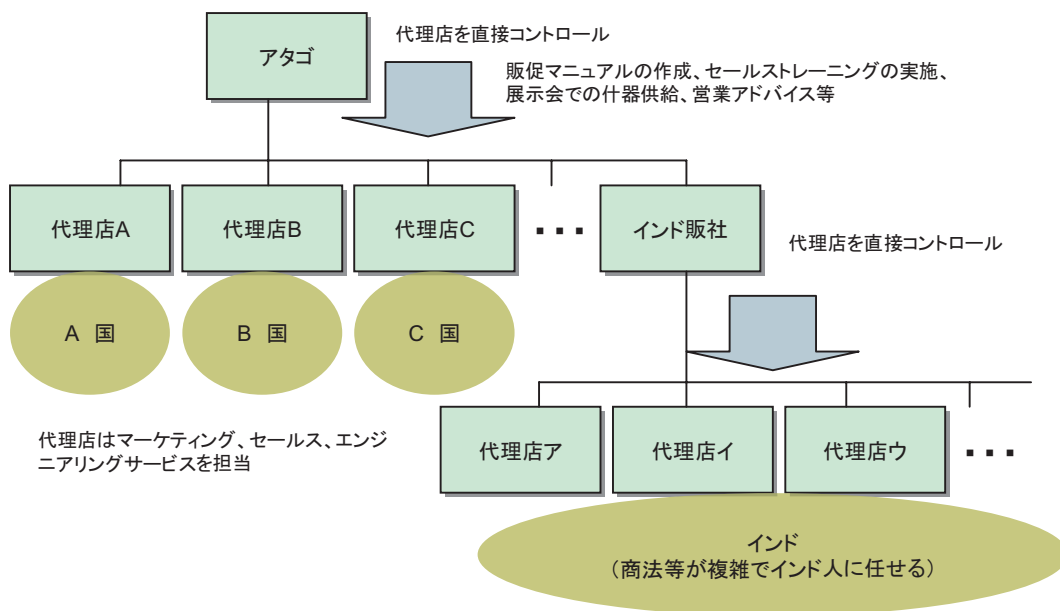 アタゴ
代理店を直接コントロール
販促マニュアルの作成、セールストレーニングの実施、
展示会での什器供給、営業アドバイス等
代理店A
代理店B
代理店C
・・・
インド販社
代理店を直接コントロール
A 国
B 国
C 国
代理店はマーケティング、セールス、エンジ
ニアリングサービスを担当
代理店ア
代理店イ
代理店ウ
・・・
インド
（商法等が複雑でインド人に任せる）